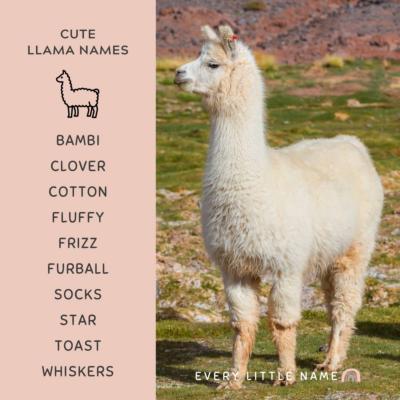 CUTE
LLAMA NAMES
BAMBI
CLOVER
COTTON
FLUFFY
FRIZZ
FURBALL
SOCKS
STAR
TOAST
WHISKERS
EVERY LITTLE NAME